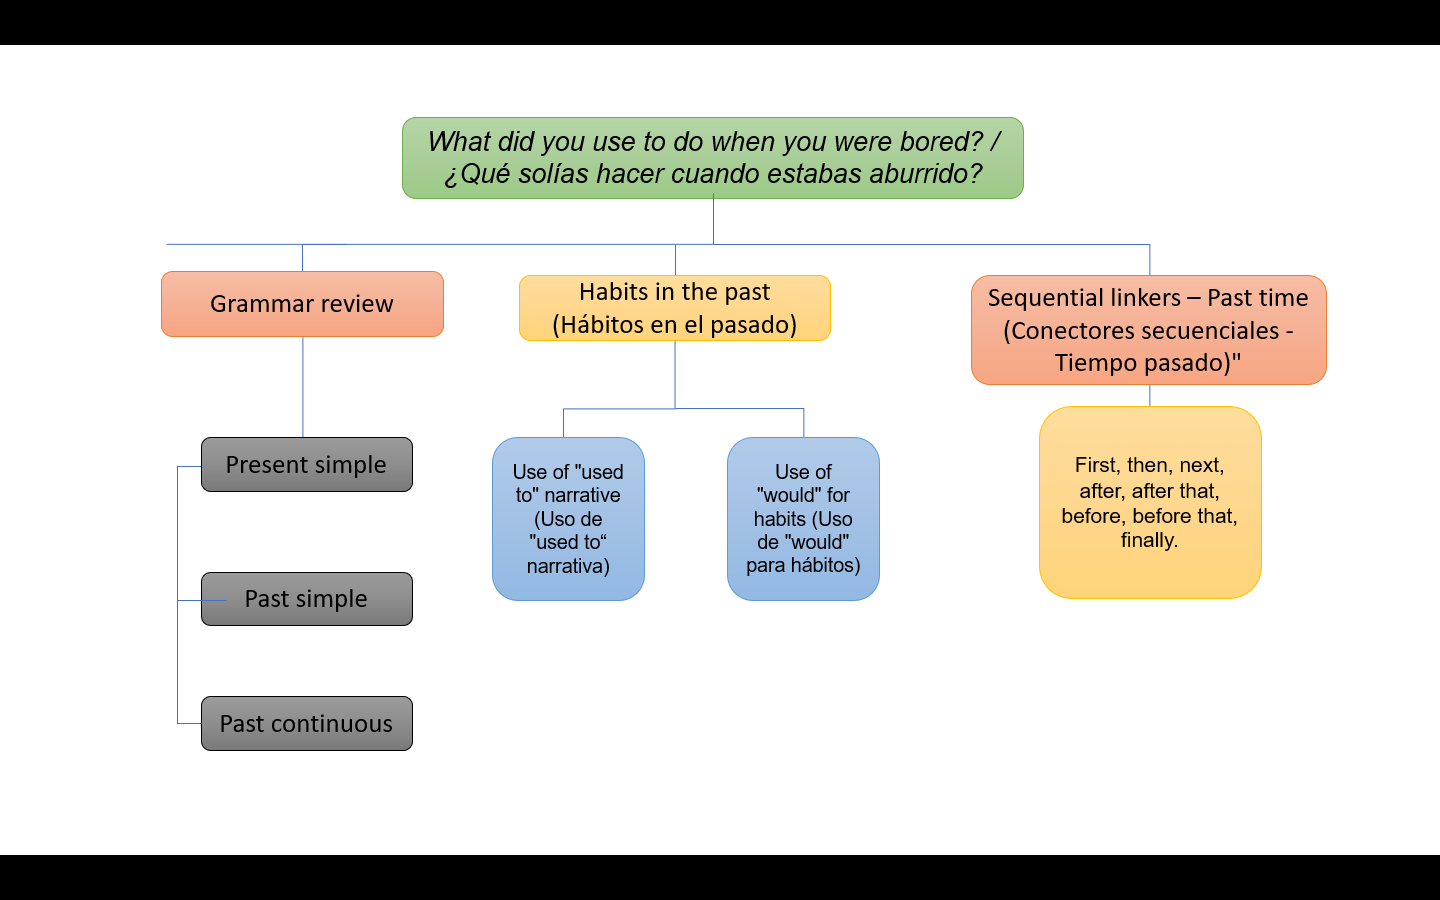 What did you use to do when you were bored? /
¿Qué solías hacer cuando estabas aburrido?
Grammar review
Habits in the past
(Hábitos en el pasado)
Sequential linkers – Past time
(Conectores secuenciales -
Tiempo pasado)"
Present simple
Past simple
Past continuous
Use of "used
to" narrative
(Uso de
"used to“
narrativa)
Use of
"would" for
habits (Uso
de "would"
para hábitos)
First, then, next,
after, after that,
before, before that,
finally.